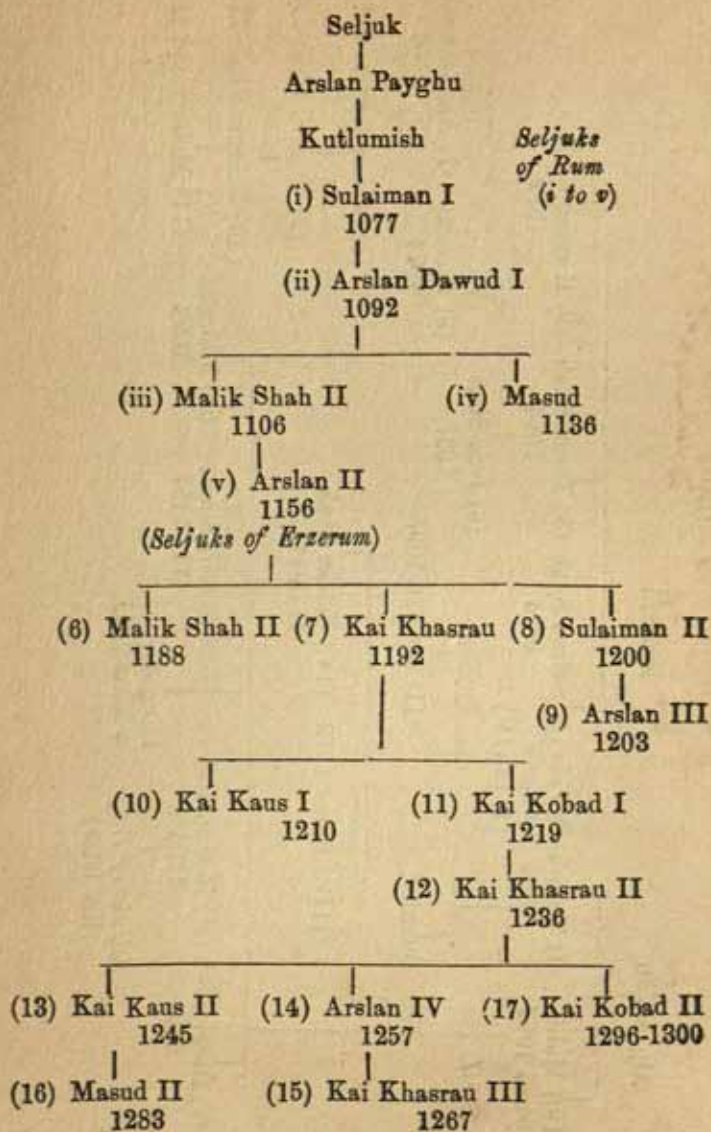 Seljuk
Arslan Payghu
Kutlumish
Seljuks
of Rum
(i to v)
(i) Sulaiman I
1077
(ii) Arslan Dawud I
1092
(iii) Malik Shah II (iv) Masud
1106 1136
(v) Arslan II
1156
(Seljuks of Erzerum)
(6) Malik Shah II (7) Kai Khasrau (8) Sulaiman II
1188 1192 1200
(9) Arslan III
1203
(10) Kai Kaus I (11) Kai Kobad I
1210 1219
(12) Kai Khasrau II
1236
(13) Kai Kaus II (14) Arslan IV (17) Kai Kobad II
1245 1257 1296-1300
(16) Masud II (15) Kai Khasrau III
1283 1267